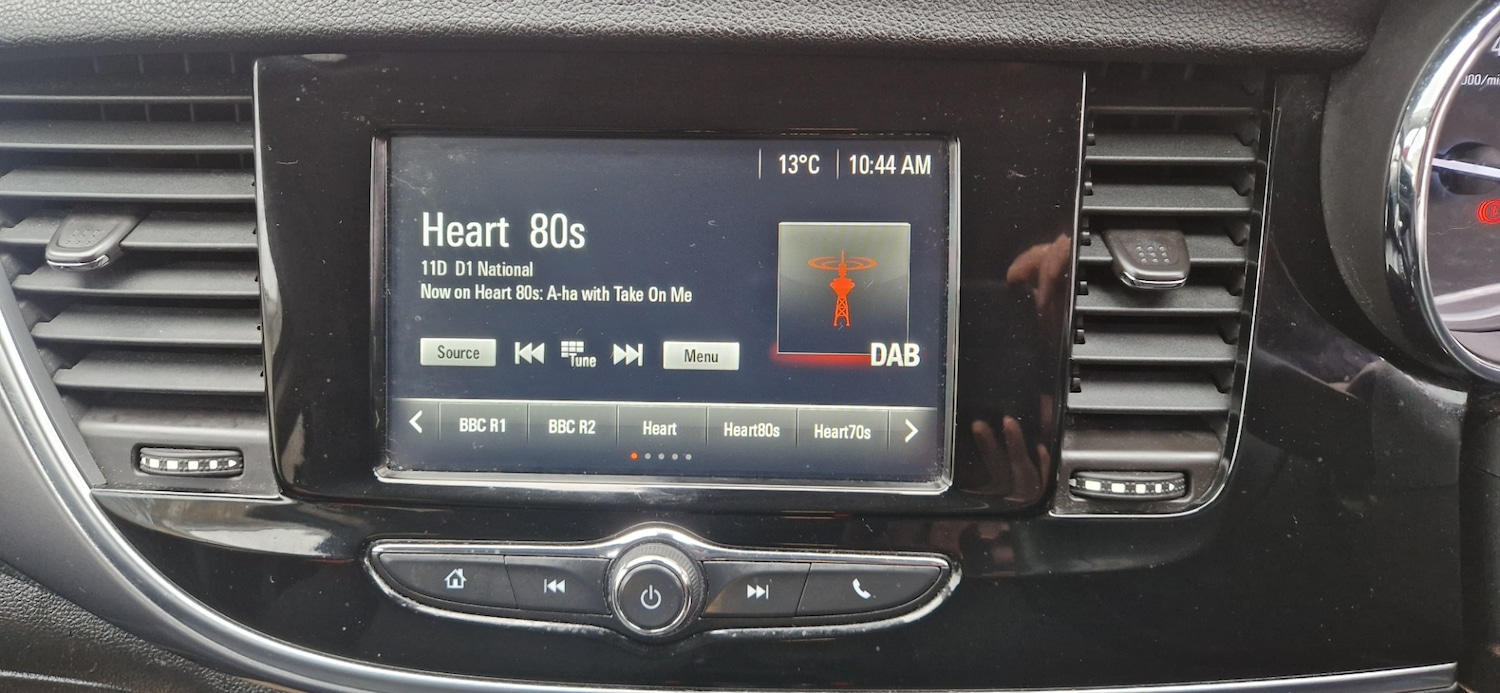 13°C 10:44 AM
Heart 80s
11D D1 National
Now on Heart 80s: A-ha with Take On Me
Source Tune Menu
DAB
BBC R1 BBC R2 Heart Heart80s Heart70s